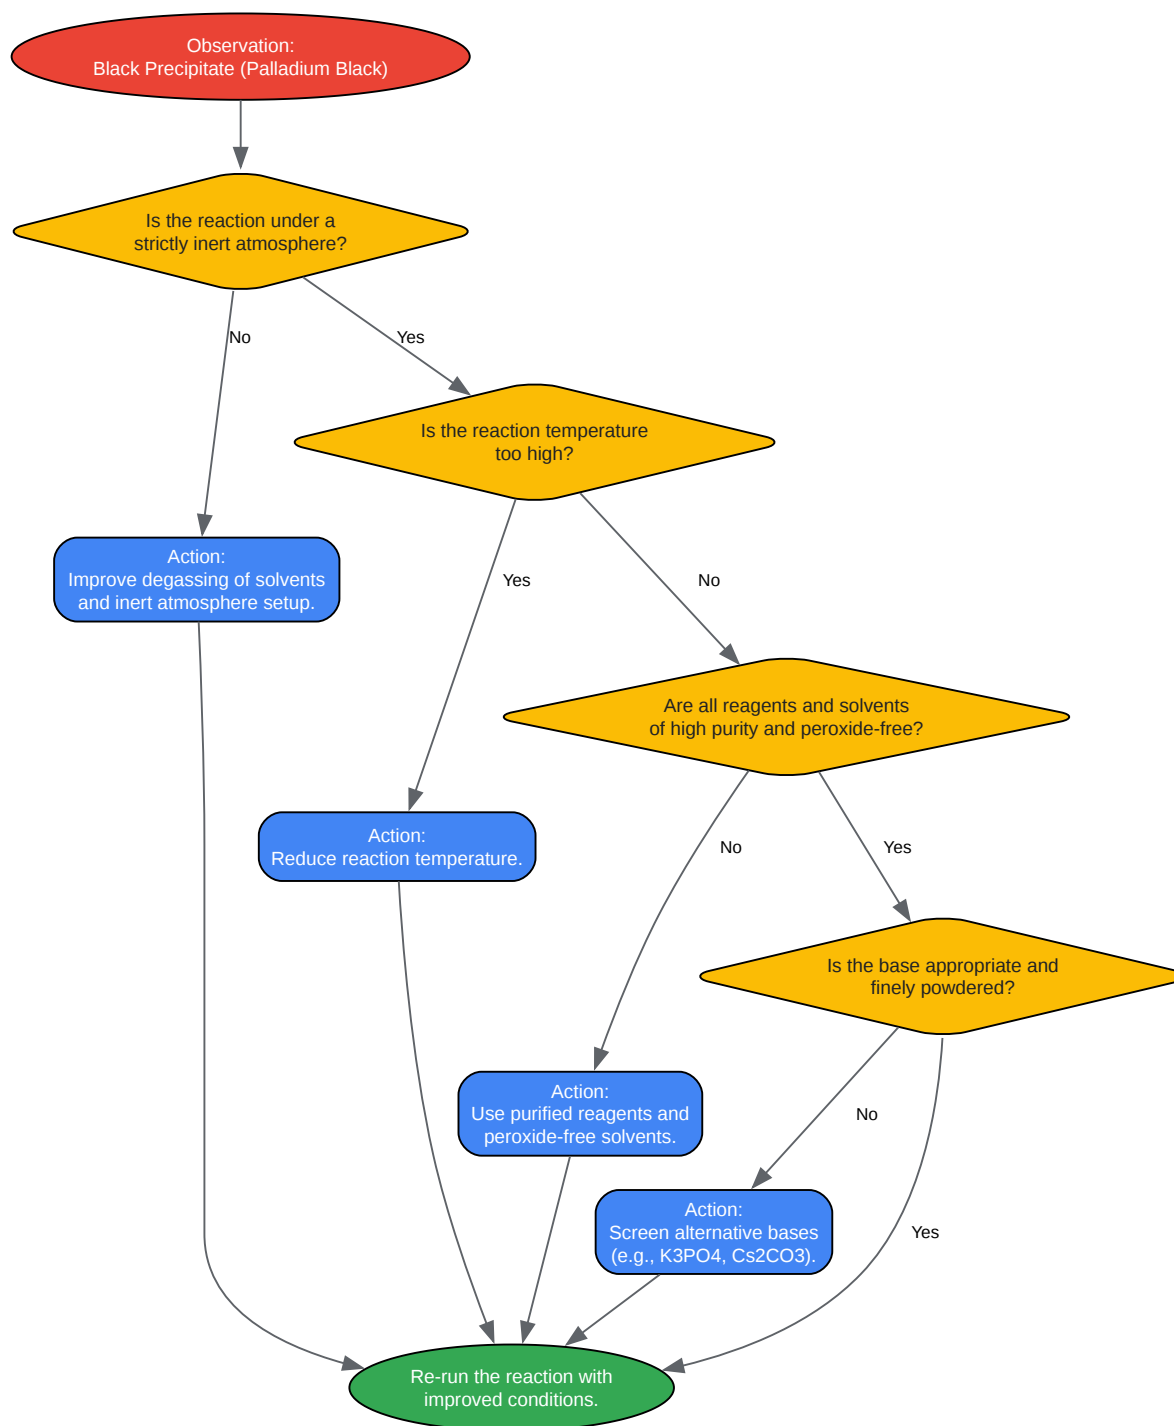 Observation:
Black Precipitate (Palladium Black)
Is the reaction under a
strictly inert atmosphere?
No
Yes
Is the reaction temperature
too high?
Action:
Improve degassing of solvents
and inert atmosphere setup.
Yes
No
Are all reagents and solvents
of high purity and peroxide-free?
Action:
Reduce reaction temperature.
No
Yes
Is the base appropriate and
finely powdered?
Action:
Use purified reagents and
peroxide-free solvents.
No
Action:
Screen alternative bases
(e.g., K3PO4, Cs2CO3).
Yes
Re-run the reaction with
improved conditions.